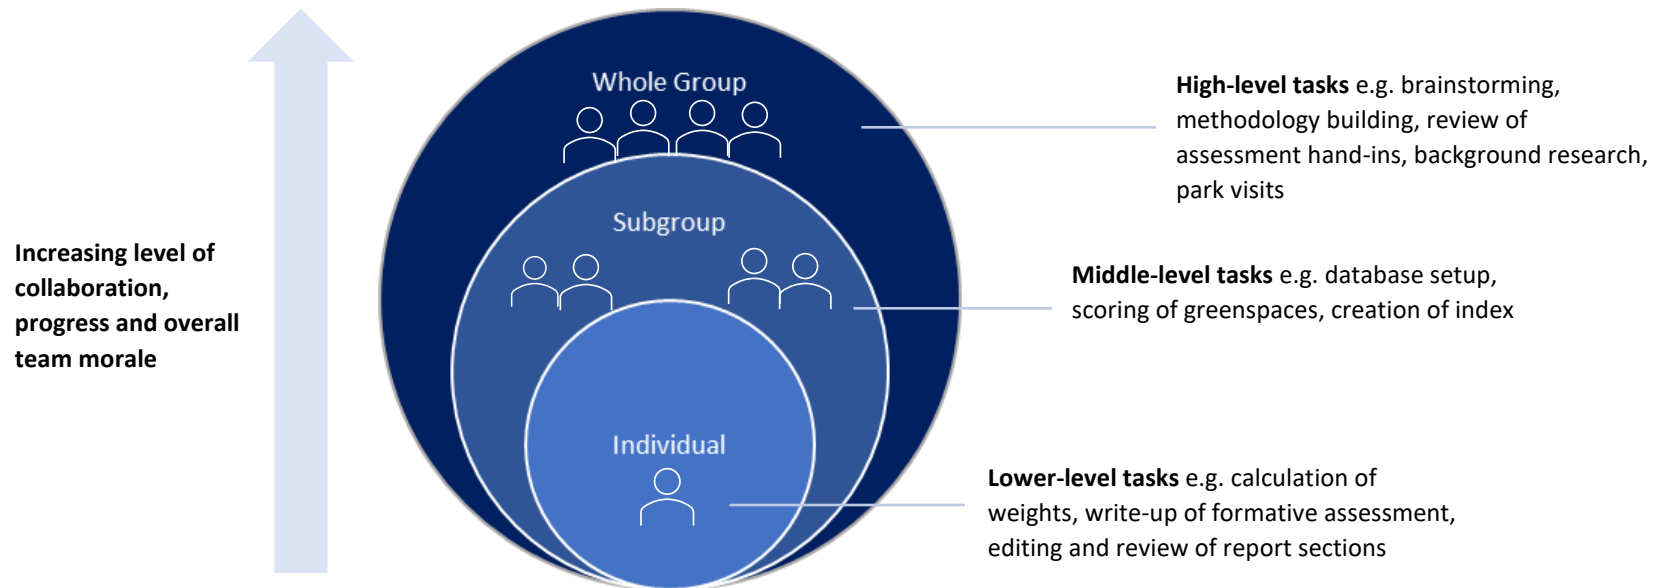 Increasing level of
collaboration,
progress and overall
team morale
Whole Group
Subgroup
Individual
High-level tasks e.g. brainstorming,
methodology building, review of
assessment hand-ins, background research,
park visits
Middle-level tasks e.g. database setup,
scoring of greenspaces, creation of index
Lower-level tasks e.g. calculation of
weights, write-up of formative assessment,
editing and review of report sections